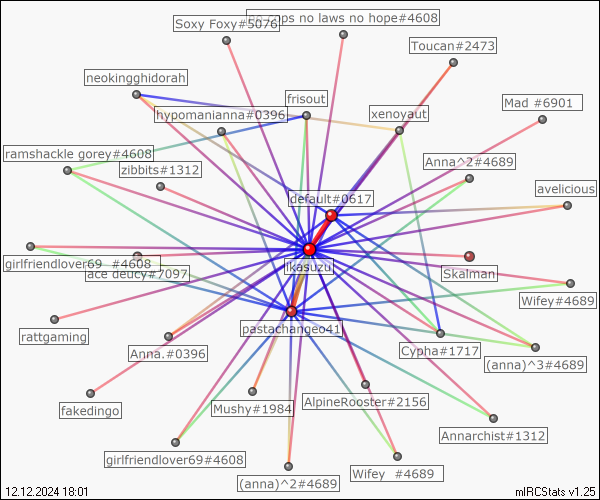 Soxy Foxy#5076
cops no laws no hope#4608
Toucan#2473
neokingghidorah
frisout
hypomanianna#0396
xenoyaut
Mad #6901
ramshackle gorey#4608
zibbits#1312
Anna^2#4689
default#0617
avelicious
girlfriendlover69 #4608
ace deucy#7097
ikasuzu
Skalman
Wifey#4689
pastachangeo41
rattgaming
Anna.#0396
Cypha#1717
(anna)^3#4689
fakedingo
Mushy#1984
AlpineRooster#2156
Annarchist#1312
girlfriendlover69#4608
(anna)^2#4689
Wifey  #4689
12.12.2024 18:01
mIRCStats v1.25